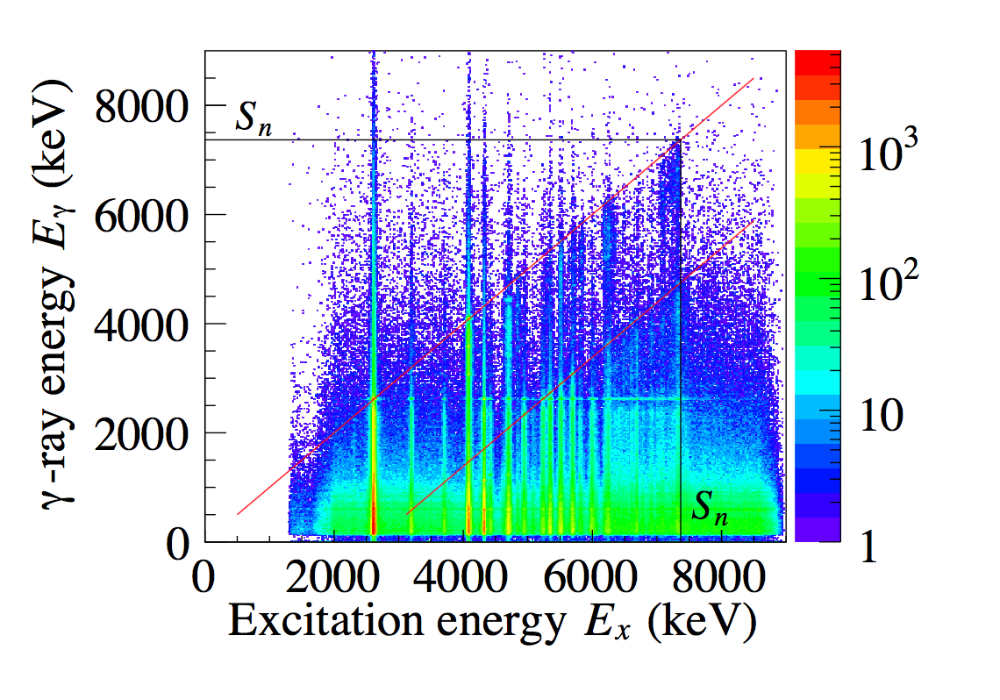 γ-ray energy Eγ (keV)
8000
6000
4000
2000
0
Sn
Sn
0 2000 4000 6000 8000
Excitation energy Ex (keV)
10³
10²
10
1